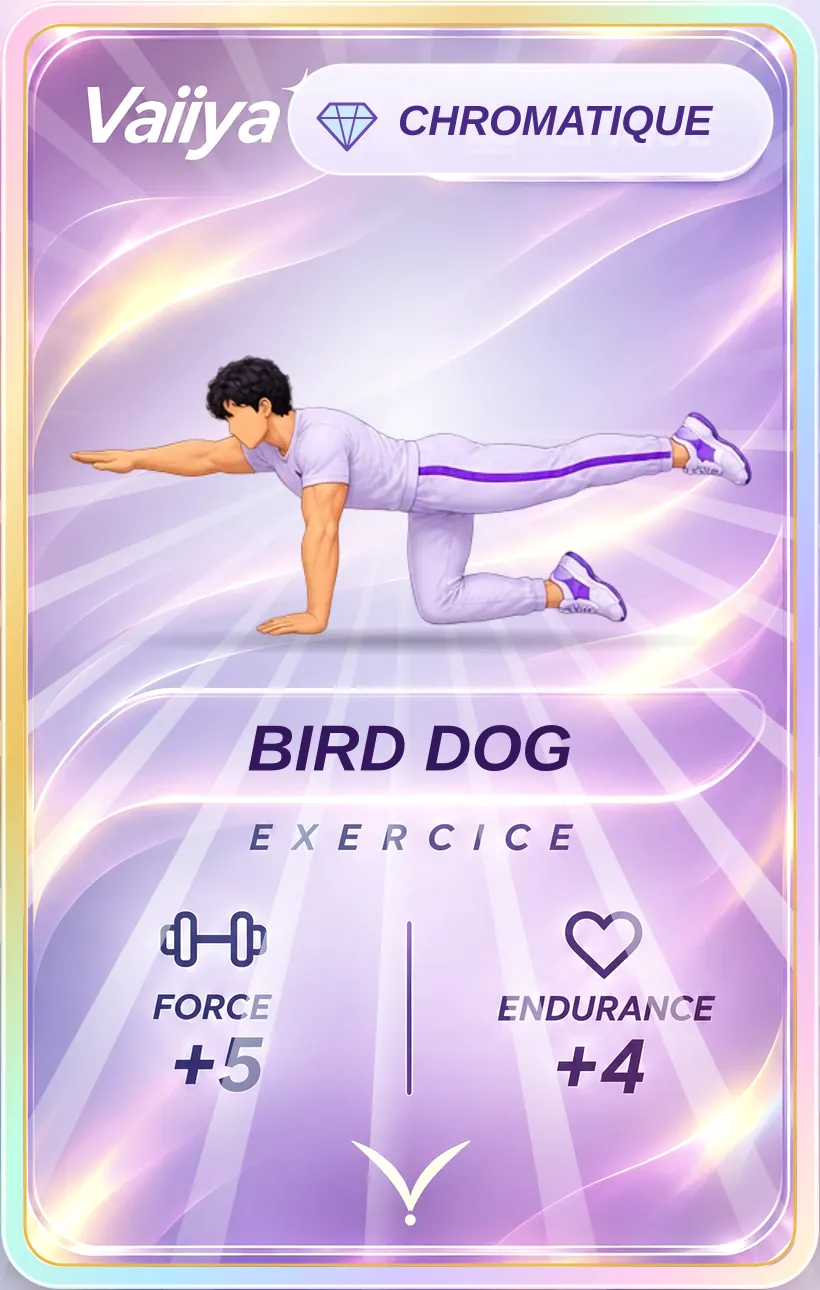 Vaiiya
CHROMATIQUE
BIRD DOG
EXERCICE
FORCE
ENDURANCE
+5
+4